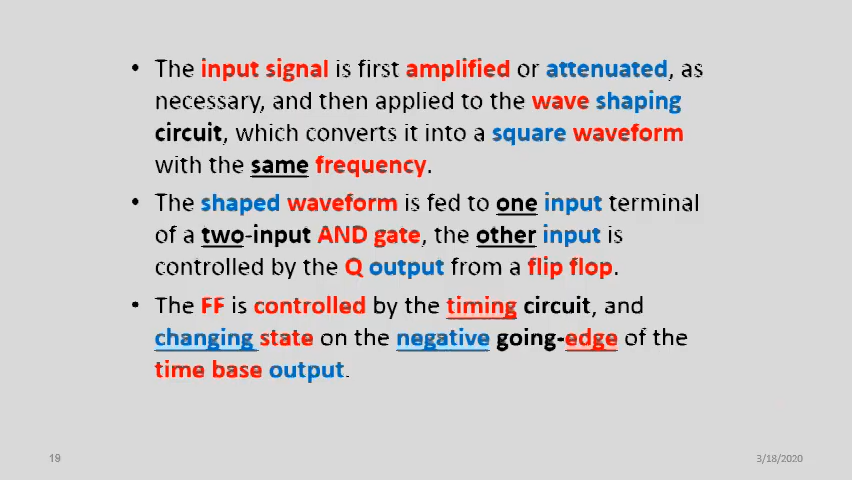 • The input signal is first amplified or attenuated, as
necessary, and then applied to the wave shaping
circuit, which converts it into a square waveform
with the same frequency.
• The shaped waveform is fed to one input terminal
of a two-input AND gate, the other input is
controlled by the Q output from a flip flop.
• The FF is controlled by the timing circuit, and
changing state on the negative going-edge of the
time base output.
19
3/18/2020